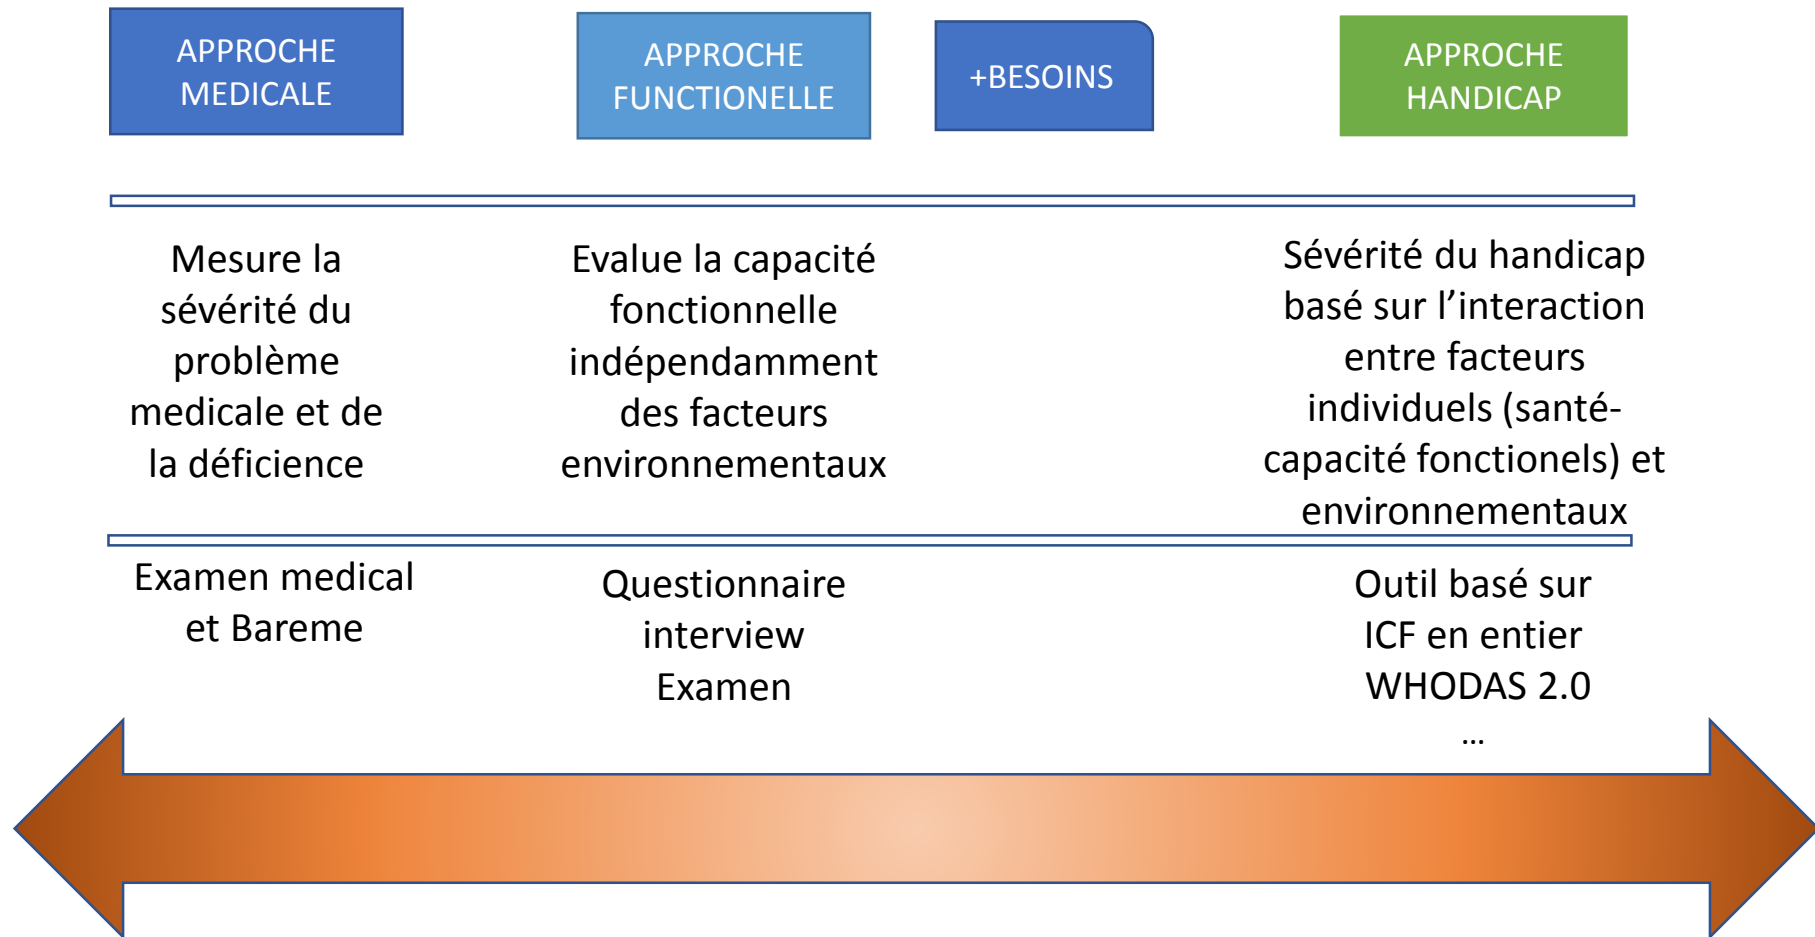 APPROCHE
MEDICALE
APPROCHE
FUNCTIONELLE
+BESOINS
APPROCHE
HANDICAP
Mesure la
sévérité du
problème
medicale et de
la déficience
Evalue la capacité
fonctionnelle
indépendamment
des facteurs
environnementaux
Sévérité du handicap
basé sur l’interaction
entre facteurs
individuels (santé-
capacité fonctionels) et
environnementaux
Examen medical
et Bareme
Questionnaire
interview
Examen
Outil basé sur
ICF en entier
WHODAS 2.0
...